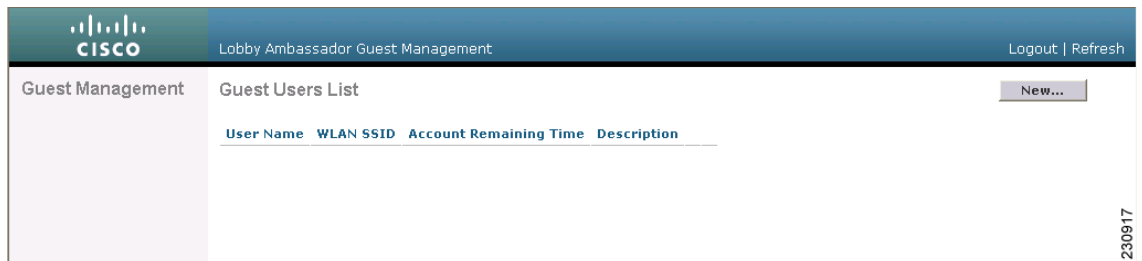 CISCO
Lobby Ambassador Guest Management
Logout | Refresh
Guest Management
Guest Users List
New...
User Name WLAN SSID Account Remaining Time Description
230917